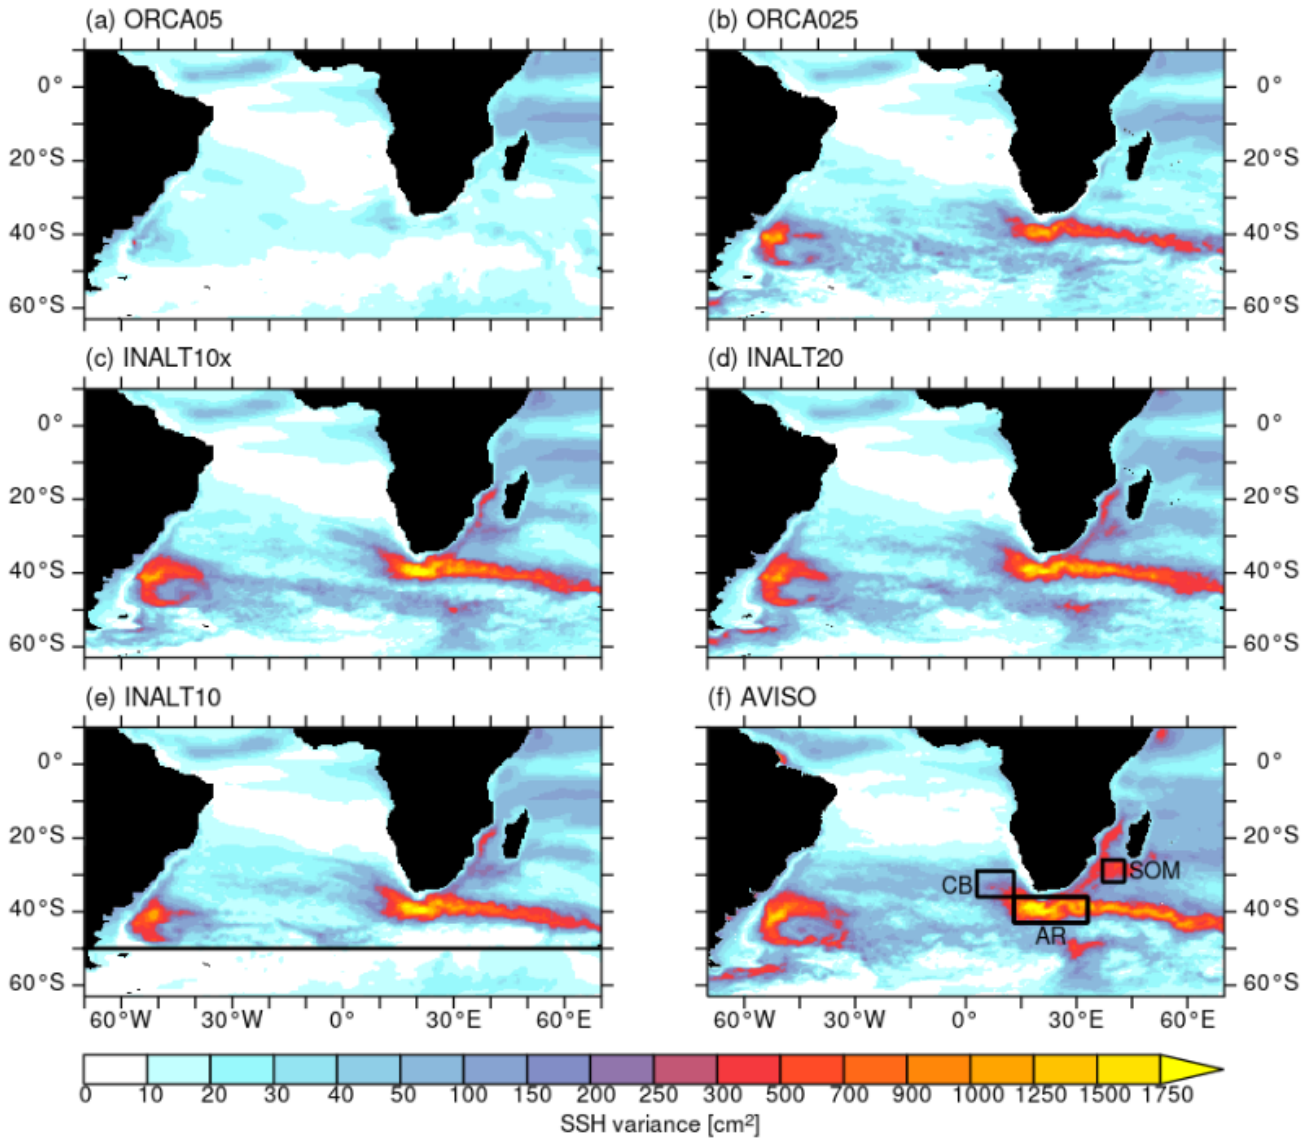 (a) ORCA05
(b) ORCA025
0°
20°S
40°S
60°S
0°
20°S
40°S
60°S
(c) INALT10x
(d) INALT20
0°
20°S
40°S
60°S
0°
20°S
40°S
60°S
(e) INALT10
(f) AVISO
0°
20°S
40°S
60°S
CB
SOM
AR
0°
20°S
40°S
60°S
60°W 30°W 0° 30°E 60°E
60°W 30°W 0° 30°E 60°E
0 10 20 30 40 50 100 150 200 250 300 500 700 900 1000 1250 1500 1750
SSH variance [cm²]